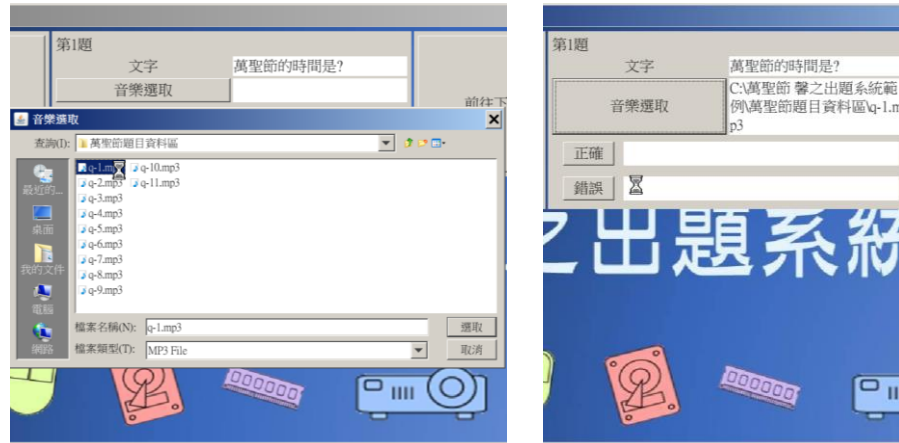 第1題
文字
萬聖節的時間是?
音樂選取
音樂選取
查詢(I):
萬聖節題目資料區
最近的...
桌面
我的文件
電腦
網路
q-1.mp3
q-2.mp3
q-3.mp3
q-4.mp3
q-5.mp3
q-6.mp3
q-7.mp3
q-8.mp3
q-9.mp3
q-10.mp3
q-11.mp3
檔案名稱(N):
q-1.mp3
選取
檔案類型(T):
MP3 File
取消
前往下
第1題
文字
萬聖節的時間是?
音樂選取
C:\萬聖節 馨之出題系統範
例\萬聖節題目資料區\q-1.m
p3
正確
錯誤
之出題系統